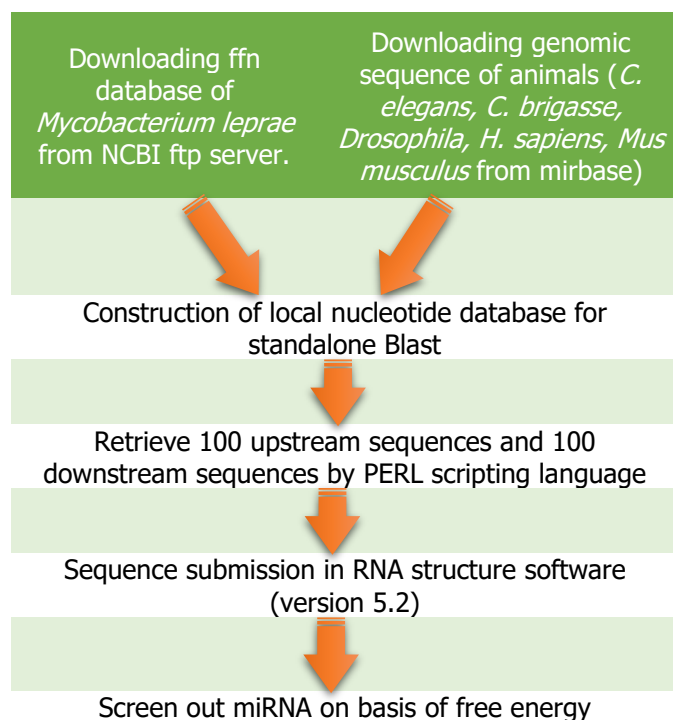 Downloading ffn
database of
Mycobacterium leprae
from NCBI ftp server.
Downloading genomic
sequence of animals (C.
elegans, C. brigasse,
Drosophila, H. sapiens, Mus
musculus from mirbase)
Construction of local nucleotide database for
standalone Blast
Retrieve 100 upstream sequences and 100
downstream sequences by PERL scripting language
Sequence submission in RNA structure software
(version 5.2)
Screen out miRNA on basis of free energy